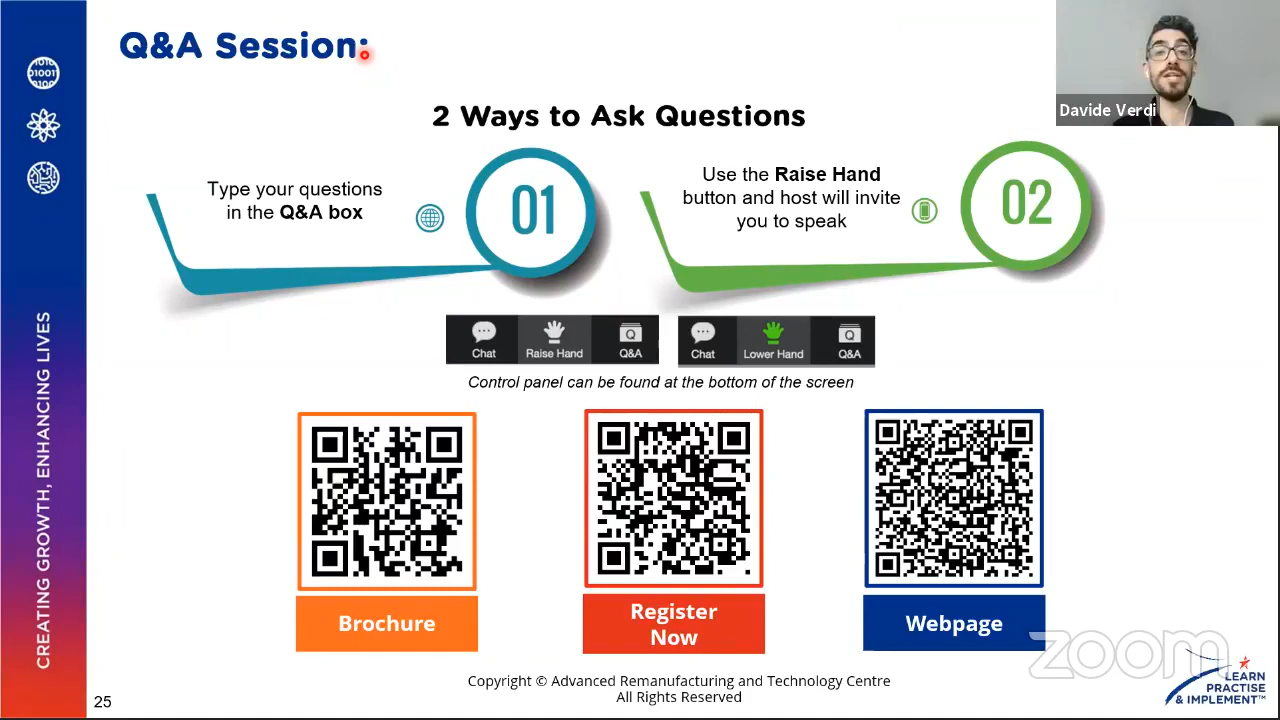 Q&A Session:
Davide Verdi
2 Ways to Ask Questions
Type your questions
in the Q&A box
01
Use the Raise Hand
button and host will invite
you to speak
02
Chat
Raise Hand
Q
Q&A
Chat
Lower Hand
Q
Q&A
Control panel can be found at the bottom of the screen
Brochure
Register
Now
Webpage
Copyright © Advanced Remanufacturing and Technology Centre
All Rights Reserved
25
CREATING GROWTH, ENHANCING LIVES
zoom
LEARN
PRACTISE
& IMPLEMENT™